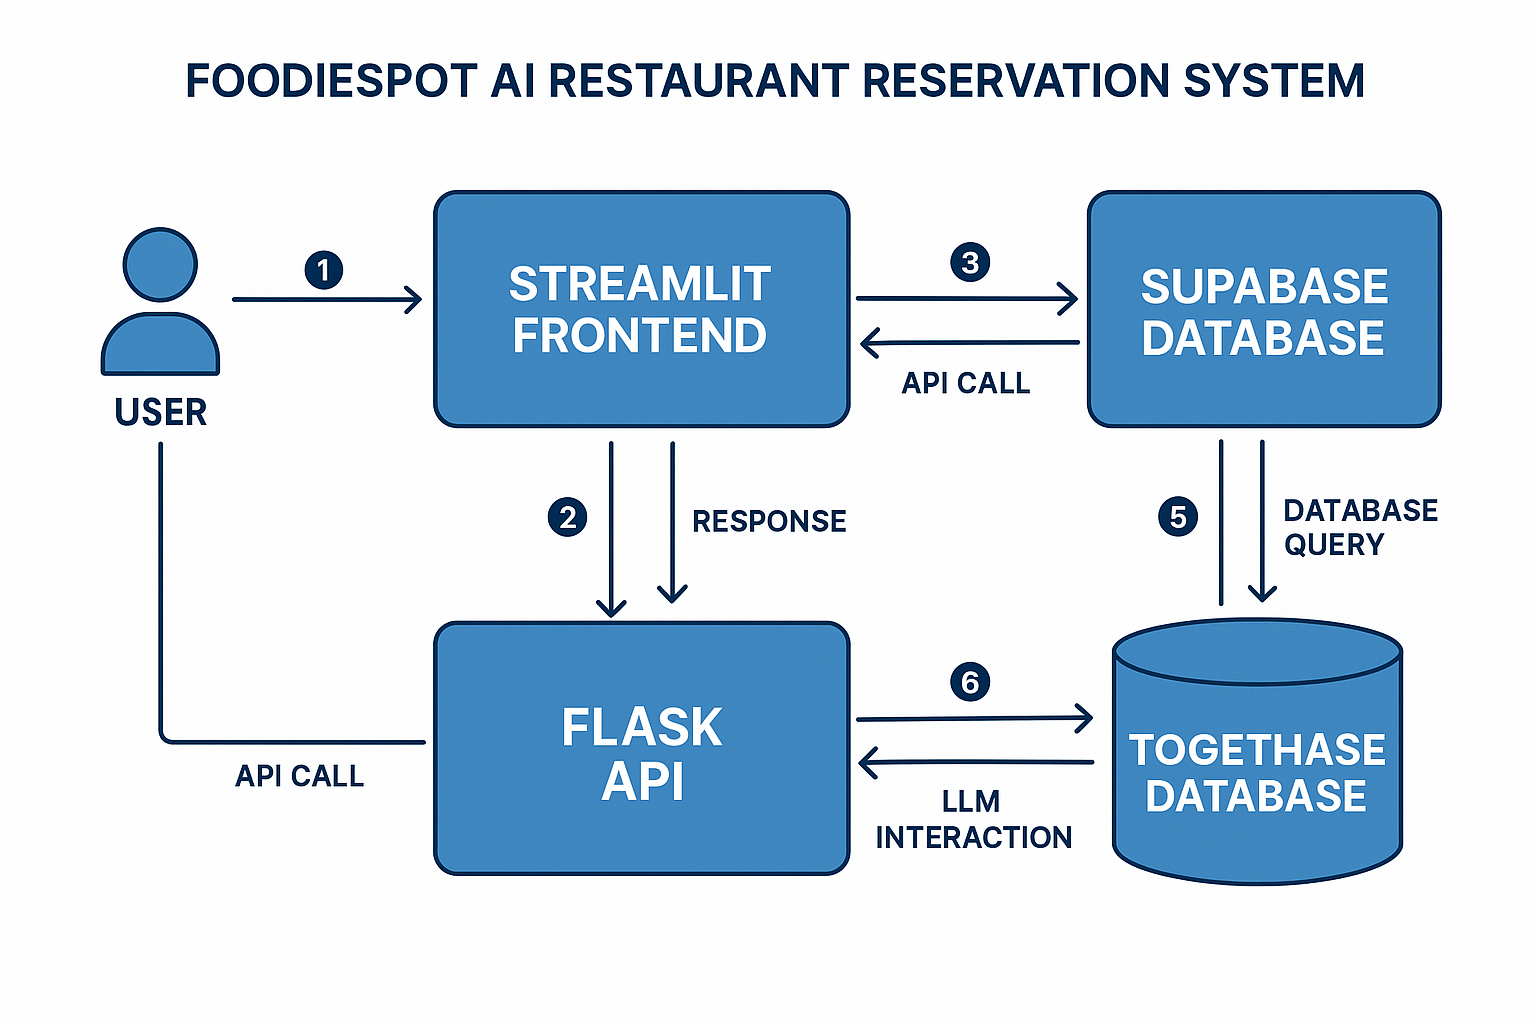 FOODIESPOT AI RESTAURANT RESERVATION SYSTEM
1
STREAMLIT
FRONTEND
3
SUPABASE
DATABASE
API CALL
USER
2
RESPONSE
5
DATABASE
QUERY
FLASK
API
6
TOGETHASE
DATABASE
API CALL
LLM
INTERACTION